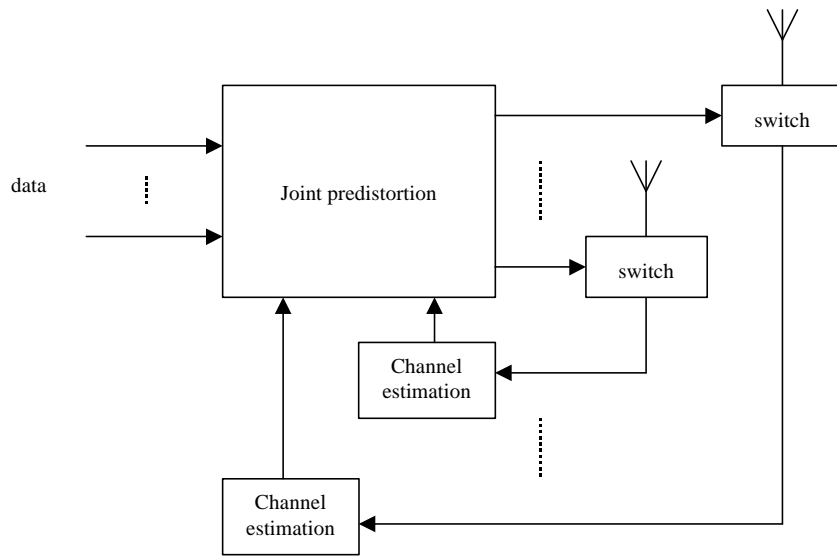 switch
data
Joint predistortion
switch
Channel
estimation
Channel
estimation